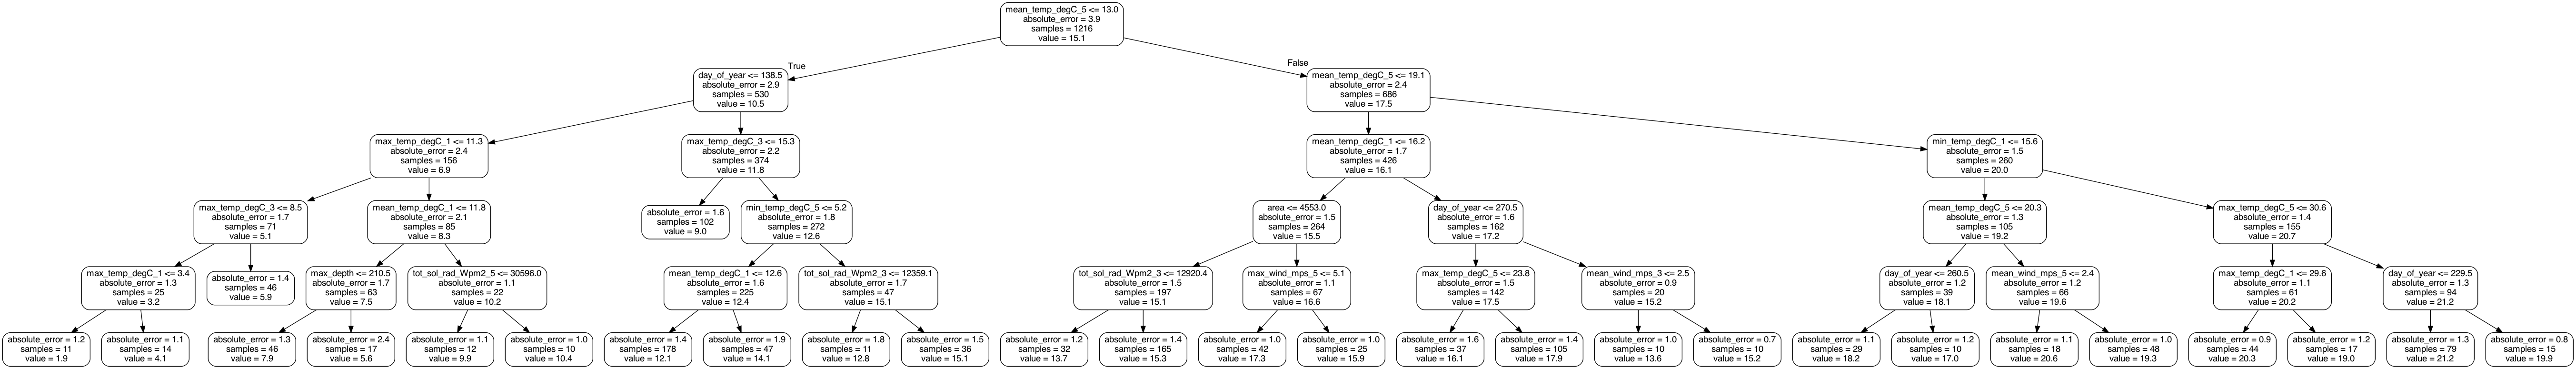 mean_temp_degC_5 <= 13.0
absolute_error = 3.9
samples = 1216
value = 15.1
True
False
day_of_year <= 138.5
absolute_error = 2.9
samples = 530
value = 10.5
mean_temp_degC_5 <= 19.1
absolute_error = 2.4
samples = 686
value = 17.5
max_temp_degC_1 <= 11.3
absolute_error = 2.4
samples = 156
value = 6.9
max_temp_degC_3 <= 15.3
absolute_error = 2.2
samples = 374
value = 11.8
mean_temp_degC_1 <= 16.2
absolute_error = 1.7
samples = 426
value = 16.1
min_temp_degC_1 <= 15.6
absolute_error = 1.5
samples = 260
value = 20.0
max_temp_degC_3 <= 8.5
absolute_error = 1.7
samples = 71
value = 5.1
mean_temp_degC_1 <= 11.8
absolute_error = 2.1
samples = 85
value = 8.3
absolute_error = 1.6
samples = 102
value = 9.0
min_temp_degC_5 <= 5.2
absolute_error = 1.8
samples = 272
value = 12.6
area <= 4553.0
absolute_error = 1.5
samples = 264
value = 15.5
day_of_year <= 270.5
absolute_error = 1.6
samples = 162
value = 17.2
mean_temp_degC_5 <= 20.3
absolute_error = 1.3
samples = 105
value = 19.2
max_temp_degC_5 <= 30.6
absolute_error = 1.4
samples = 155
value = 20.7
max_temp_degC_1 <= 3.4
absolute_error = 1.3
samples = 25
value = 3.2
absolute_error = 1.4
samples = 46
value = 5.9
max_depth <= 210.5
absolute_error = 1.7
samples = 63
value = 7.5
tot_sol_rad_Wpm2_5 <= 30596.0
absolute_error = 1.1
samples = 22
value = 10.2
mean_temp_degC_1 <= 12.6
absolute_error = 1.6
samples = 225
value = 12.4
tot_sol_rad_Wpm2_3 <= 12359.1
absolute_error = 1.7
samples = 47
value = 15.1
tot_sol_rad_Wpm2_3 <= 12920.4
absolute_error = 1.5
samples = 197
value = 15.1
max_wind_mps_5 <= 5.1
absolute_error = 1.1
samples = 67
value = 16.6
max_temp_degC_5 <= 23.8
absolute_error = 1.5
samples = 142
value = 17.5
mean_wind_mps_3 <= 2.5
absolute_error = 0.9
samples = 20
value = 15.2
day_of_year <= 260.5
absolute_error = 1.2
samples = 39
value = 18.1
mean_wind_mps_5 <= 2.4
absolute_error = 1.2
samples = 66
value = 19.6
max_temp_degC_1 <= 29.6
absolute_error = 1.1
samples = 61
value = 20.2
day_of_year <= 229.5
absolute_error = 1.3
samples = 94
value = 21.2
absolute_error = 1.2
samples = 11
value = 1.9
absolute_error = 1.1
samples = 14
value = 4.1
absolute_error = 1.3
samples = 46
value = 7.9
absolute_error = 2.4
samples = 17
value = 5.6
absolute_error = 1.1
samples = 12
value = 9.9
absolute_error = 1.0
samples = 10
value = 10.4
absolute_error = 1.4
samples = 178
value = 12.1
absolute_error = 1.9
samples = 47
value = 14.1
absolute_error = 1.8
samples = 11
value = 12.8
absolute_error = 1.5
samples = 36
value = 15.1
absolute_error = 1.2
samples = 32
value = 13.7
absolute_error = 1.4
samples = 165
value = 15.3
absolute_error = 1.0
samples = 42
value = 17.3
absolute_error = 1.0
samples = 25
value = 15.9
absolute_error = 1.6
samples = 37
value = 16.1
absolute_error = 1.4
samples = 105
value = 17.9
absolute_error = 1.0
samples = 10
value = 13.6
absolute_error = 0.7
samples = 10
value = 15.2
absolute_error = 1.1
samples = 29
value = 18.2
absolute_error = 1.2
samples = 10
value = 17.0
absolute_error = 1.1
samples = 18
value = 20.6
absolute_error = 1.0
samples = 48
value = 19.3
absolute_error = 0.9
samples = 44
value = 20.3
absolute_error = 1.2
samples = 17
value = 19.0
absolute_error = 1.3
samples = 79
value = 21.2
absolute_error = 0.8
samples = 15
value = 19.9